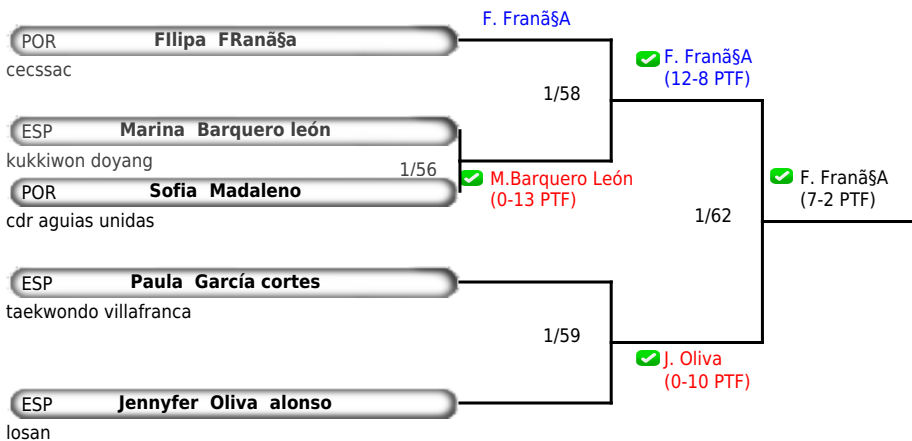 F. Franã§A
POR FIlipa FRanã§a
cecssac
F. Franã§A
(12-8 PTF)
1/58
ESP Marina Barquero león
kukkiwon doyang
1/56
M.Barquero León
(0-13 PTF)
POR Sofia Madaleno
cdr aguias unidas
F. Franã§A
(7-2 PTF)
1/62
ESP Paula García cortes
taekwondo villafranca
1/59
J. Oliva
(0-10 PTF)
ESP Jennyfer Oliva alonso
losan